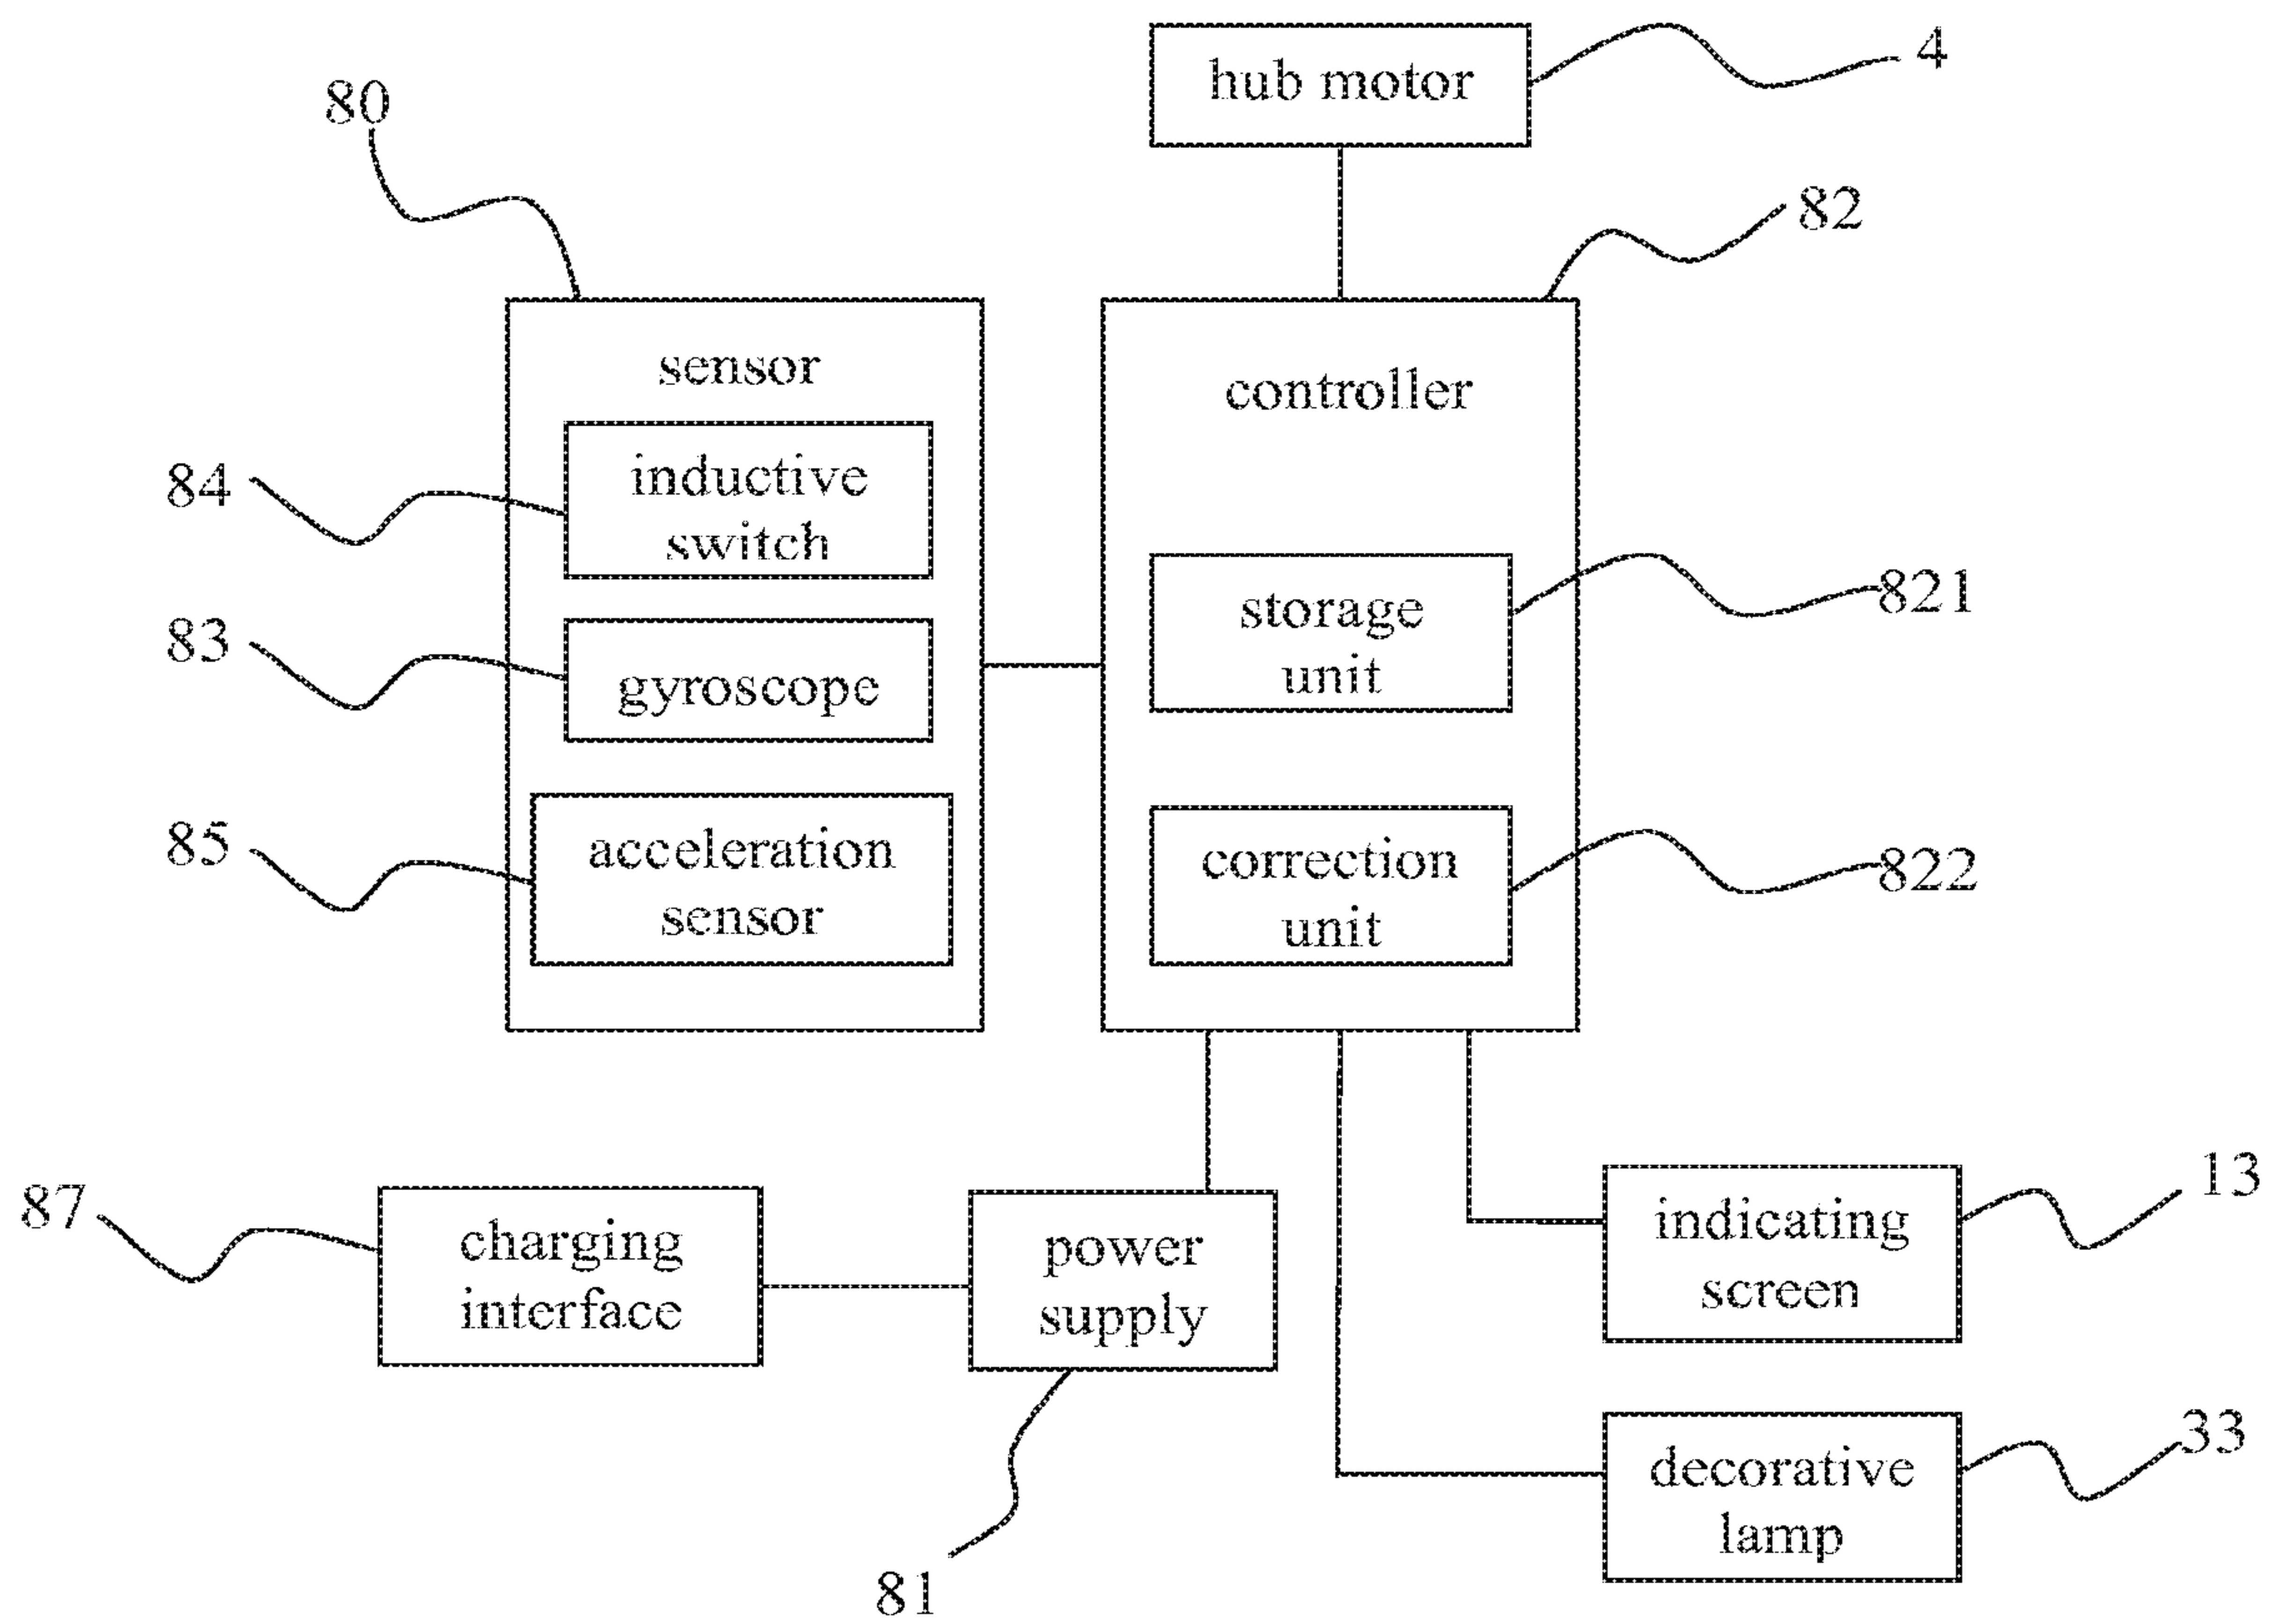 hub motor
4
80
82
sensor
controller
84
inductive
switch
storage
unit
821
83
gyroscope
85
acceleration
sensor
correction
unit
822
87
charging
interface
power
supply
indicating
screen
13
81
decorative
lamp
33